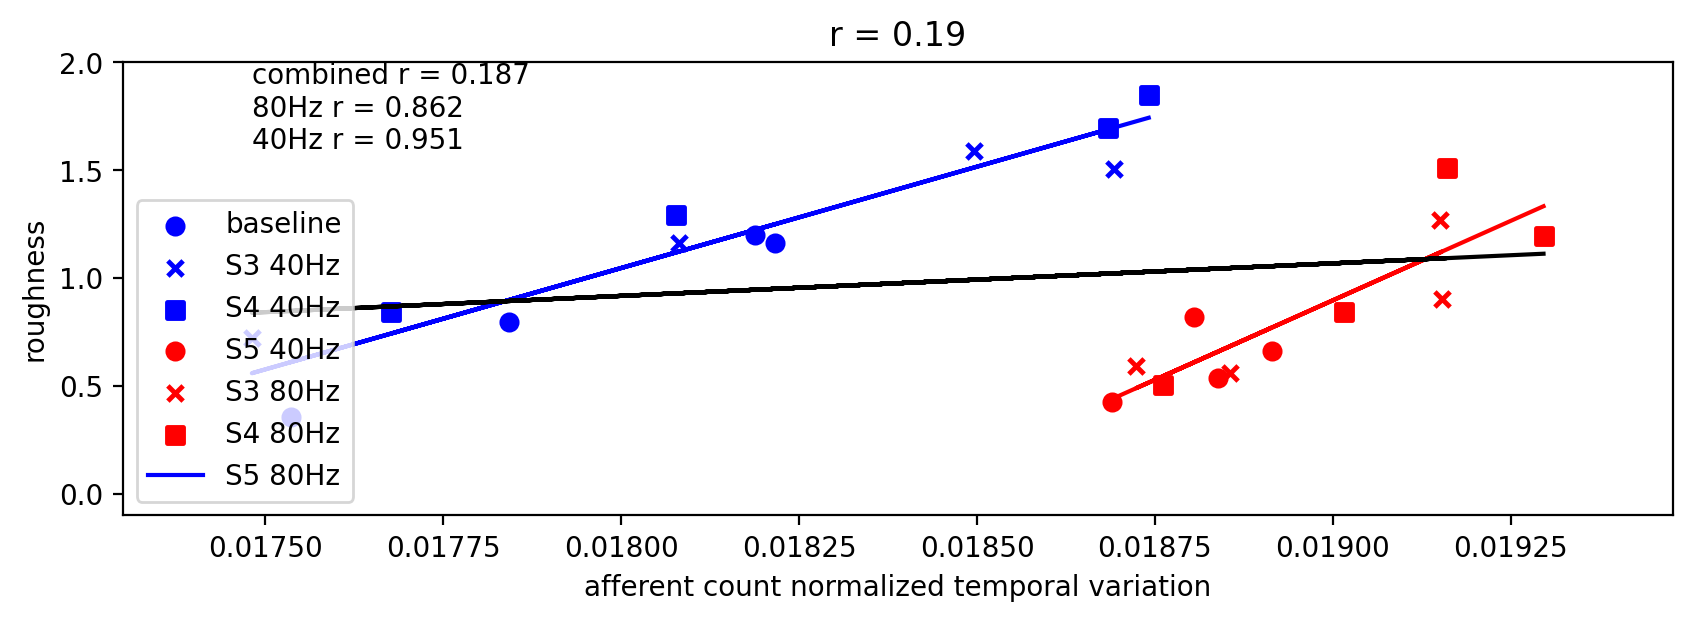 r = 0.19
combined r = 0.187
80Hz r = 0.862
40Hz r = 0.951
2.0
1.5
1.0
0.5
0.0
roughness
baseline
S3 40Hz
S4 40Hz
S5 40Hz
S3 80Hz
S4 80Hz
S5 80Hz
0.01750 0.01775 0.01800 0.01825 0.01850 0.01875 0.01900 0.01925
afferent count normalized temporal variation